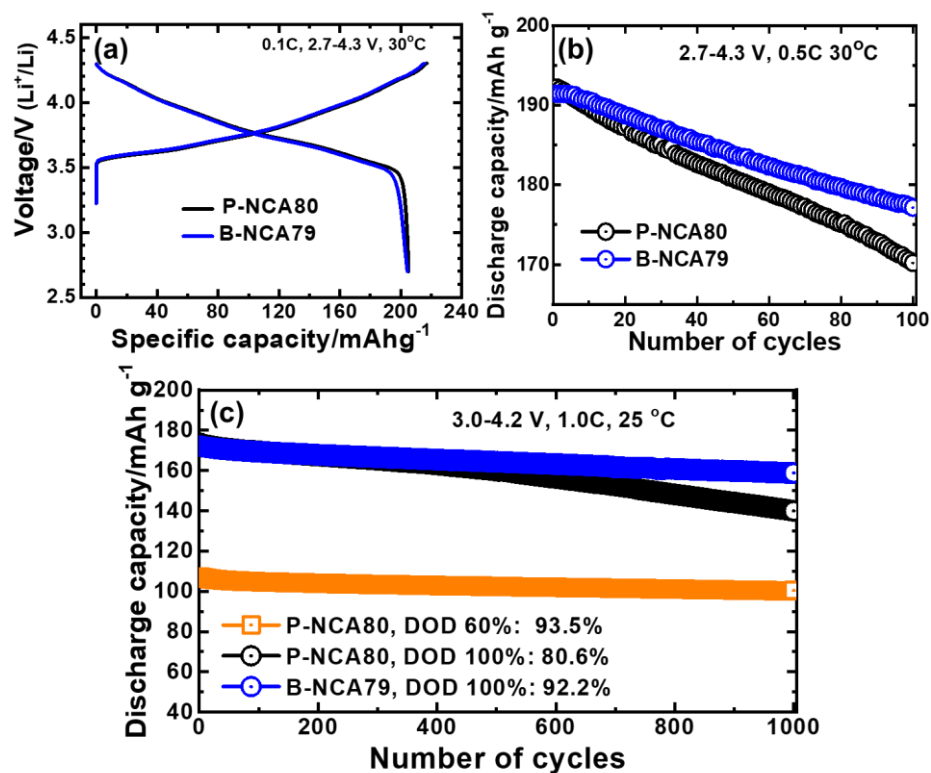 (a)
0.1C, 2.7-4.3 V, 30°C
Voltage/V (Li⁺/Li)
4.5
4.0
3.5
3.0
2.5
P-NCA80
B-NCA79
0 40 80 120 160 200 240
Specific capacity/mAhg⁻¹
(b)
2.7-4.3 V, 0.5C 30°C
Discharge capacity/mAh g⁻¹
200
190
180
170
P-NCA80
B-NCA79
20 40 60 80 100
Number of cycles
(c)
3.0-4.2 V, 1.0C, 25 °C
Discharge capacity/mAh g⁻¹
200
180
160
140
120
100
80
60
40
P-NCA80, DOD 60%: 93.5%
P-NCA80, DOD 100%: 80.6%
B-NCA79, DOD 100%: 92.2%
0 200 400 600 800 1000
Number of cycles